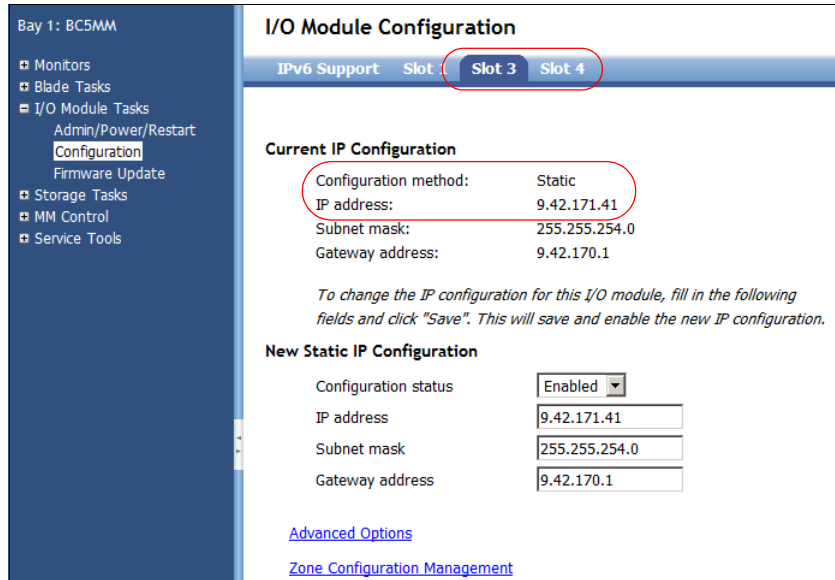 Bay 1: BC5MM
Monitors
Blade Tasks
I/O Module Tasks
Admin/Power/Restart
Configuration
Firmware Update
Storage Tasks
MM Control
Service Tools
I/O Module Configuration
IPv6 Support Slot 1 Slot 3 Slot 4
Current IP Configuration
Configuration method: Static
IP address: 9.42.171.41
Subnet mask: 255.255.254.0
Gateway address: 9.42.170.1
To change the IP configuration for this I/O module, fill in the following
fields and click "Save". This will save and enable the new IP configuration.
New Static IP Configuration
Configuration status Enabled
IP address 9.42.171.41
Subnet mask 255.255.254.0
Gateway address 9.42.170.1
Advanced Options
Zone Configuration Management